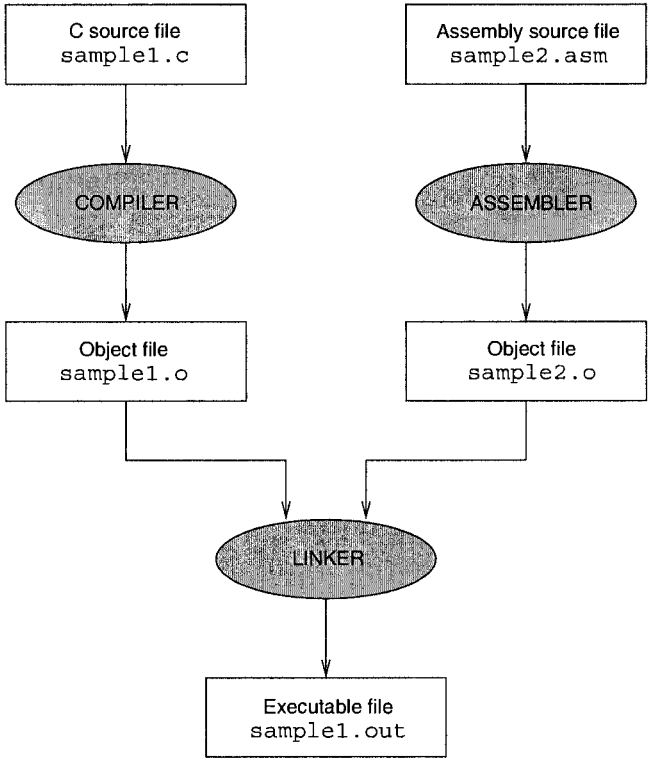 C source file
sample1.c
Assembly source file
sample2.asm
COMPILER
ASSEMBLER
Object file
sample1.o
Object file
sample2.o
LINKER
Executable file
sample1.out